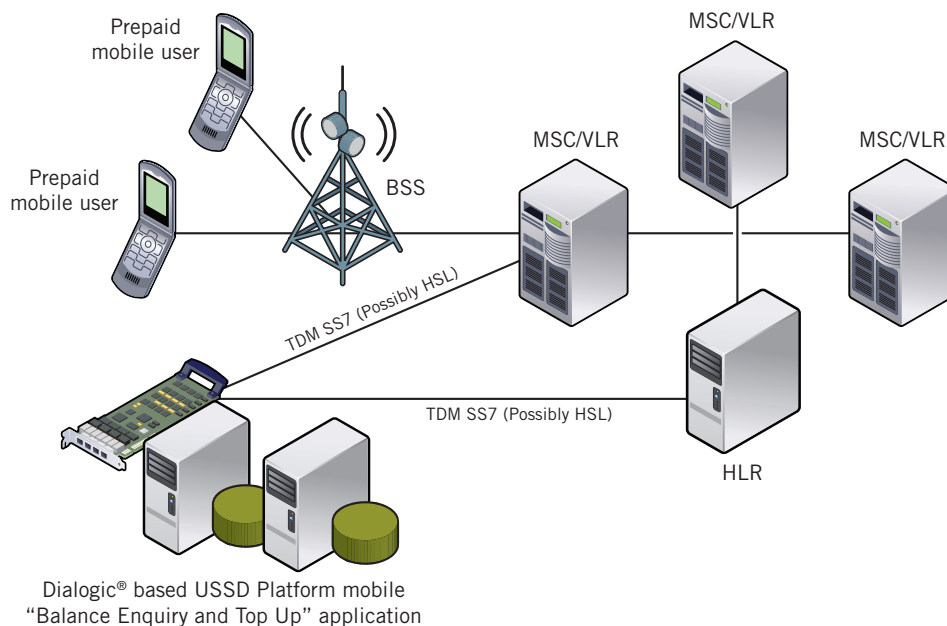 Prepaid
mobile user
MSC/VLR
Prepaid
mobile user
BSS
MSC/VLR
MSC/VLR
TDM SS7 (Possibly HSL)
TDM SS7 (Possibly HSL)
HLR
Dialogic® based USSD Platform mobile
“Balance Enquiry and Top Up” application